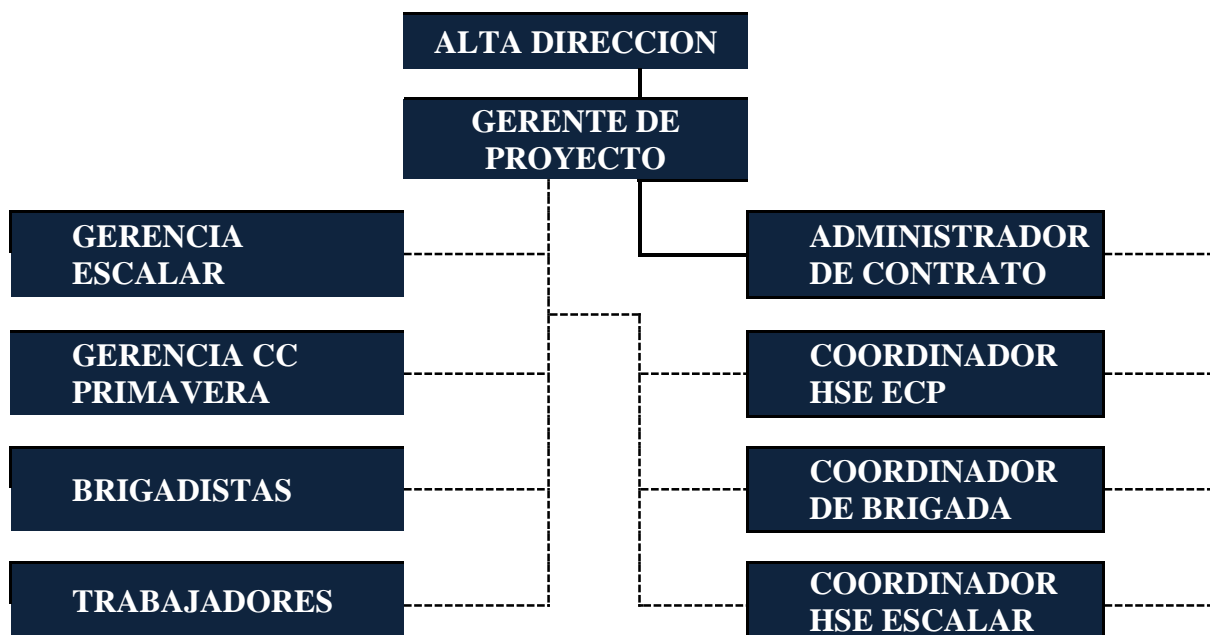 ALTA DIRECCION
GERENTE DE
PROYECTO
GERENCIA
ESCALAR
ADMINISTRADOR
DE CONTRATO
GERENCIA CC
PRIMAVERA
COORDINADOR
HSE ECP
BRIGADISTAS
COORDINADOR
DE BRIGADA
TRABAJADORES
COORDINADOR
HSE ESCALAR